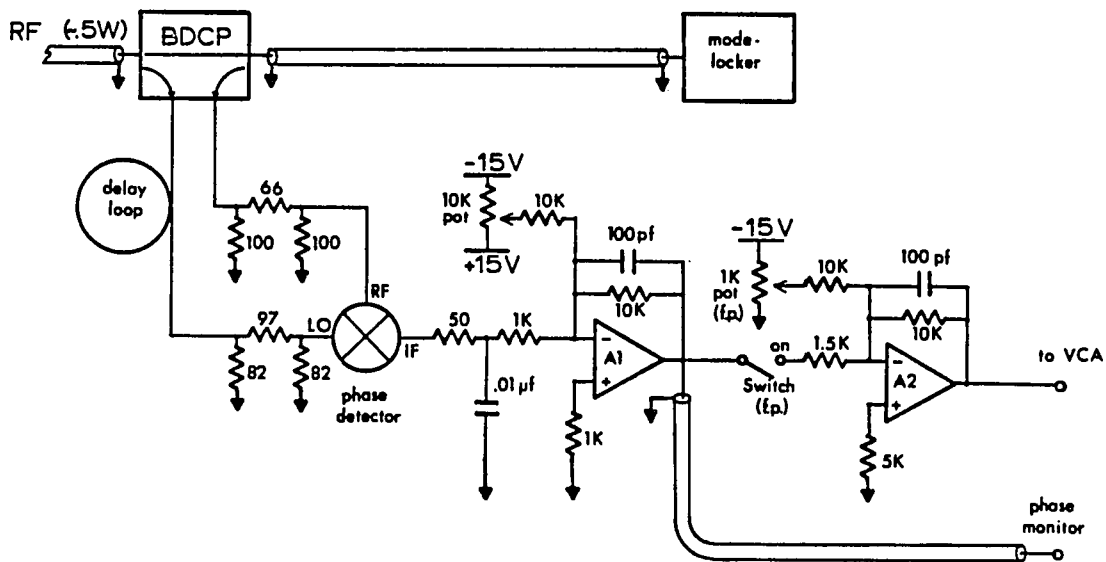 RF (~.5W)
BDCP
mode-
locker
delay
loop
66
100
100
97
82
82
LO
RF
IF
phase
detector
50
.01 μf
1K
-15V
10K
pot
+15V
10K
100 pf
10K
-
A1
+
1K
on
Switch
(f.p.)
-15V
1K
pot
(f.p.)
10K
1.5K
100 pf
10K
-
A2
+
5K
to VCA
phase
monitor